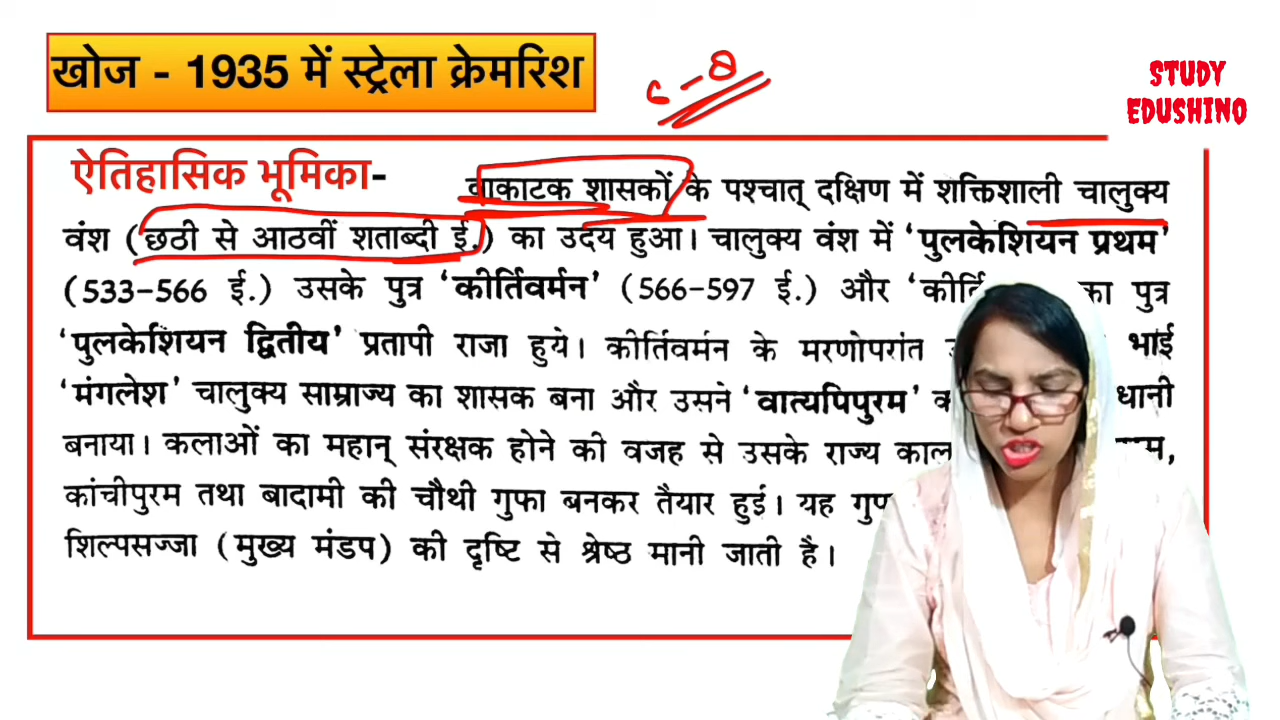 खोज - 1935 में स्ट्रेला क्रेमरिश
6 - 8
STUDY
EDUSHINO
ऐतिहासिक भूमिका-
वाकाटक शासकों के पश्चात् दक्षिण में शक्तिशाली चालुक्य
वंश (छठी से आठवीं शताब्दी ई.) का उदय हुआ। चालुक्य वंश में 'पुलकेशियन प्रथम'
(533-566 ई.) उसके पुत्र 'कीर्तिवर्मन' (566-597 ई.) और का पुत्र
'पुलकेशियन द्वितीय' प्रतापी राजा हुये। कीर्तिवर्मन के मरणोपरांत भाई
'मंगलेश' चालुक्य साम्राज्य का शासक बना और उसने 'वात्यपिपुरम'
बनाया। कलाओं का महान् संरक्षक होने की वजह से उसके राज्य
कांचीपुरम तथा बादामी की चौथी गुफा बनकर तैयार हुई। यह
शिल्पसज्जा (मुख्य मंडप) की दृष्टि से श्रेष्ठ मानी जाती है।